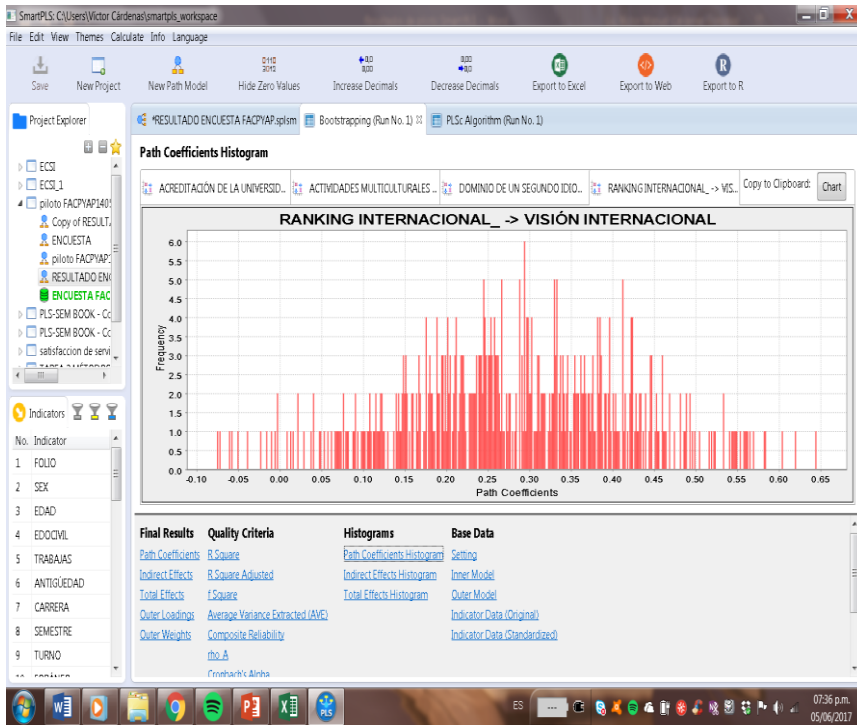 SmartPLS: C:\Users\Victor Cárdenas\smartpls_workspace
File Edit View Themes Calculate Info Language
Save New Project New Path Model Hide Zero Values Increase Decimals Decrease Decimals Export to Excel Export to Web Export to R
Project Explorer
ECSI
ECSI_1
piloto FACPYAP1405
Copy of RESULT
ENCUESTA
piloto FACPYAP
RESULTADO EN
ENCUESTA FAC
PLS-SEM BOOK - Co
PLS-SEM BOOK - Co
satisfaccion de servi
Indicators
No. Indicator
1 FOLIO
2 SEX
3 EDAD
4 EDOCIVIL
5 TRABAJAS
6 ANTIGÜEDAD
7 CARRERA
8 SEMESTRE
9 TURNO
*RESULTADO ENCUESTA FACPYAP.splsm Bootstrapping (Run No. 1) PLSc Algorithm (Run No. 1)
Path Coefficients Histogram
ACREDITACIÓN DE LA UNIVERSID... ACTIVIDADES MULTICULTURALES ... DOMINIO DE UN SEGUNDO IDIO... RANKING INTERNACIONAL_ -> VIS... Copy to Clipboard: Chart
RANKING INTERNACIONAL_ -> VISIÓN INTERNACIONAL
Frequency
6.0
5.5
5.0
4.5
4.0
3.5
3.0
2.5
2.0
1.5
1.0
0.5
0.0
-0.10 -0.05 0.00 0.05 0.10 0.15 0.20 0.25 0.30 0.35 0.40 0.45 0.50 0.55 0.60 0.65
Path Coefficients
Final Results Quality Criteria Histograms Base Data
Path Coefficients R Square Path Coefficients Histogram Setting
Indirect Effects R Square Adjusted Indirect Effects Histogram Inner Model
Total Effects f Square Total Effects Histogram Outer Model
Outer Loadings Average Variance Extracted (AVE) Indicator Data (Original)
Outer Weights Composite Reliability Indicator Data (Standardized)
rho_A
Cronbach's Alpha
ES 07:36 p.m.
05/06/2017